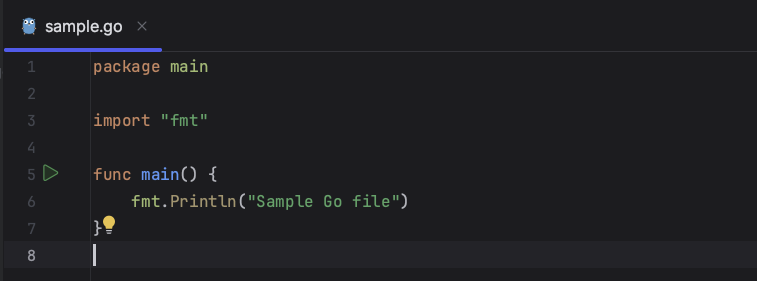 sample.go
1 package main
2
3 import "fmt"
4
5 func main() {
6     fmt.Println("Sample Go file")
7 }
8